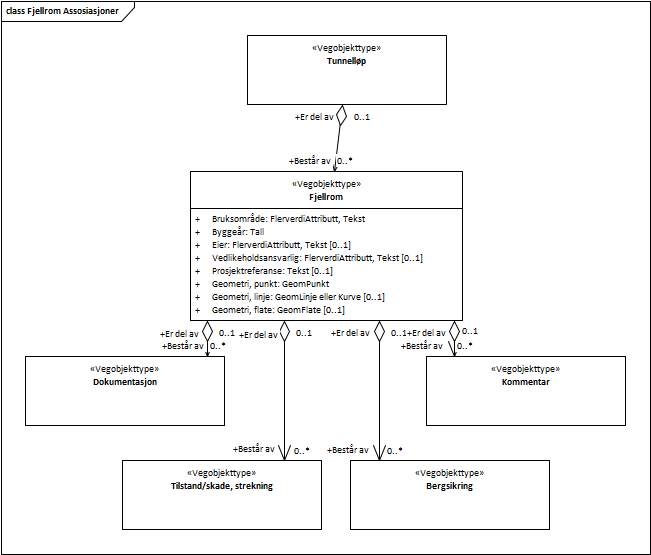 class Fjellrom Assosiasjoner
«Vegobjekttype»
Tunnelløp
+Er del av 0..1
+Består av 0..*
«Vegobjekttype»
Fjellrom
+ Bruksområde: FlerverdiAttributt, Tekst
+ Byggeår: Tall
+ Eier: FlerverdiAttributt, Tekst [0..1]
+ Vedlikeholdsansvarlig: FlerverdiAttributt, Tekst [0..1]
+ Prosjektreferanse: Tekst [0..1]
+ Geometri, punkt: GeomPunkt
+ Geometri, linje: GeomLinje eller Kurve [0..1]
+ Geometri, flate: GeomFlate [0..1]
+Er del av 0..1 +Er del av 0..1 +Er del av 0..1 +Er del av 0..1
+Består av 0..* +Består av 0..*
«Vegobjekttype»
Dokumentasjon
«Vegobjekttype»
Kommentar
+Består av 0..* +Består av 0..*
«Vegobjekttype»
Tilstand/skade, strekning
«Vegobjekttype»
Bergsikring